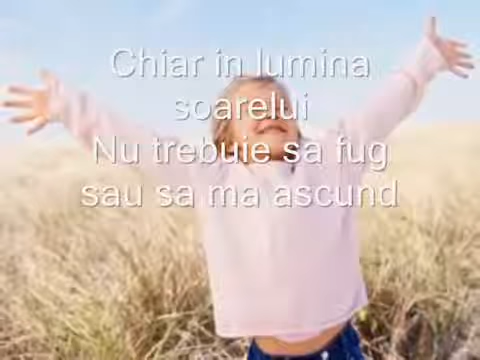 Chiar in lumina
soarelui
Nu trebuie sa fug
sau sa ma ascund